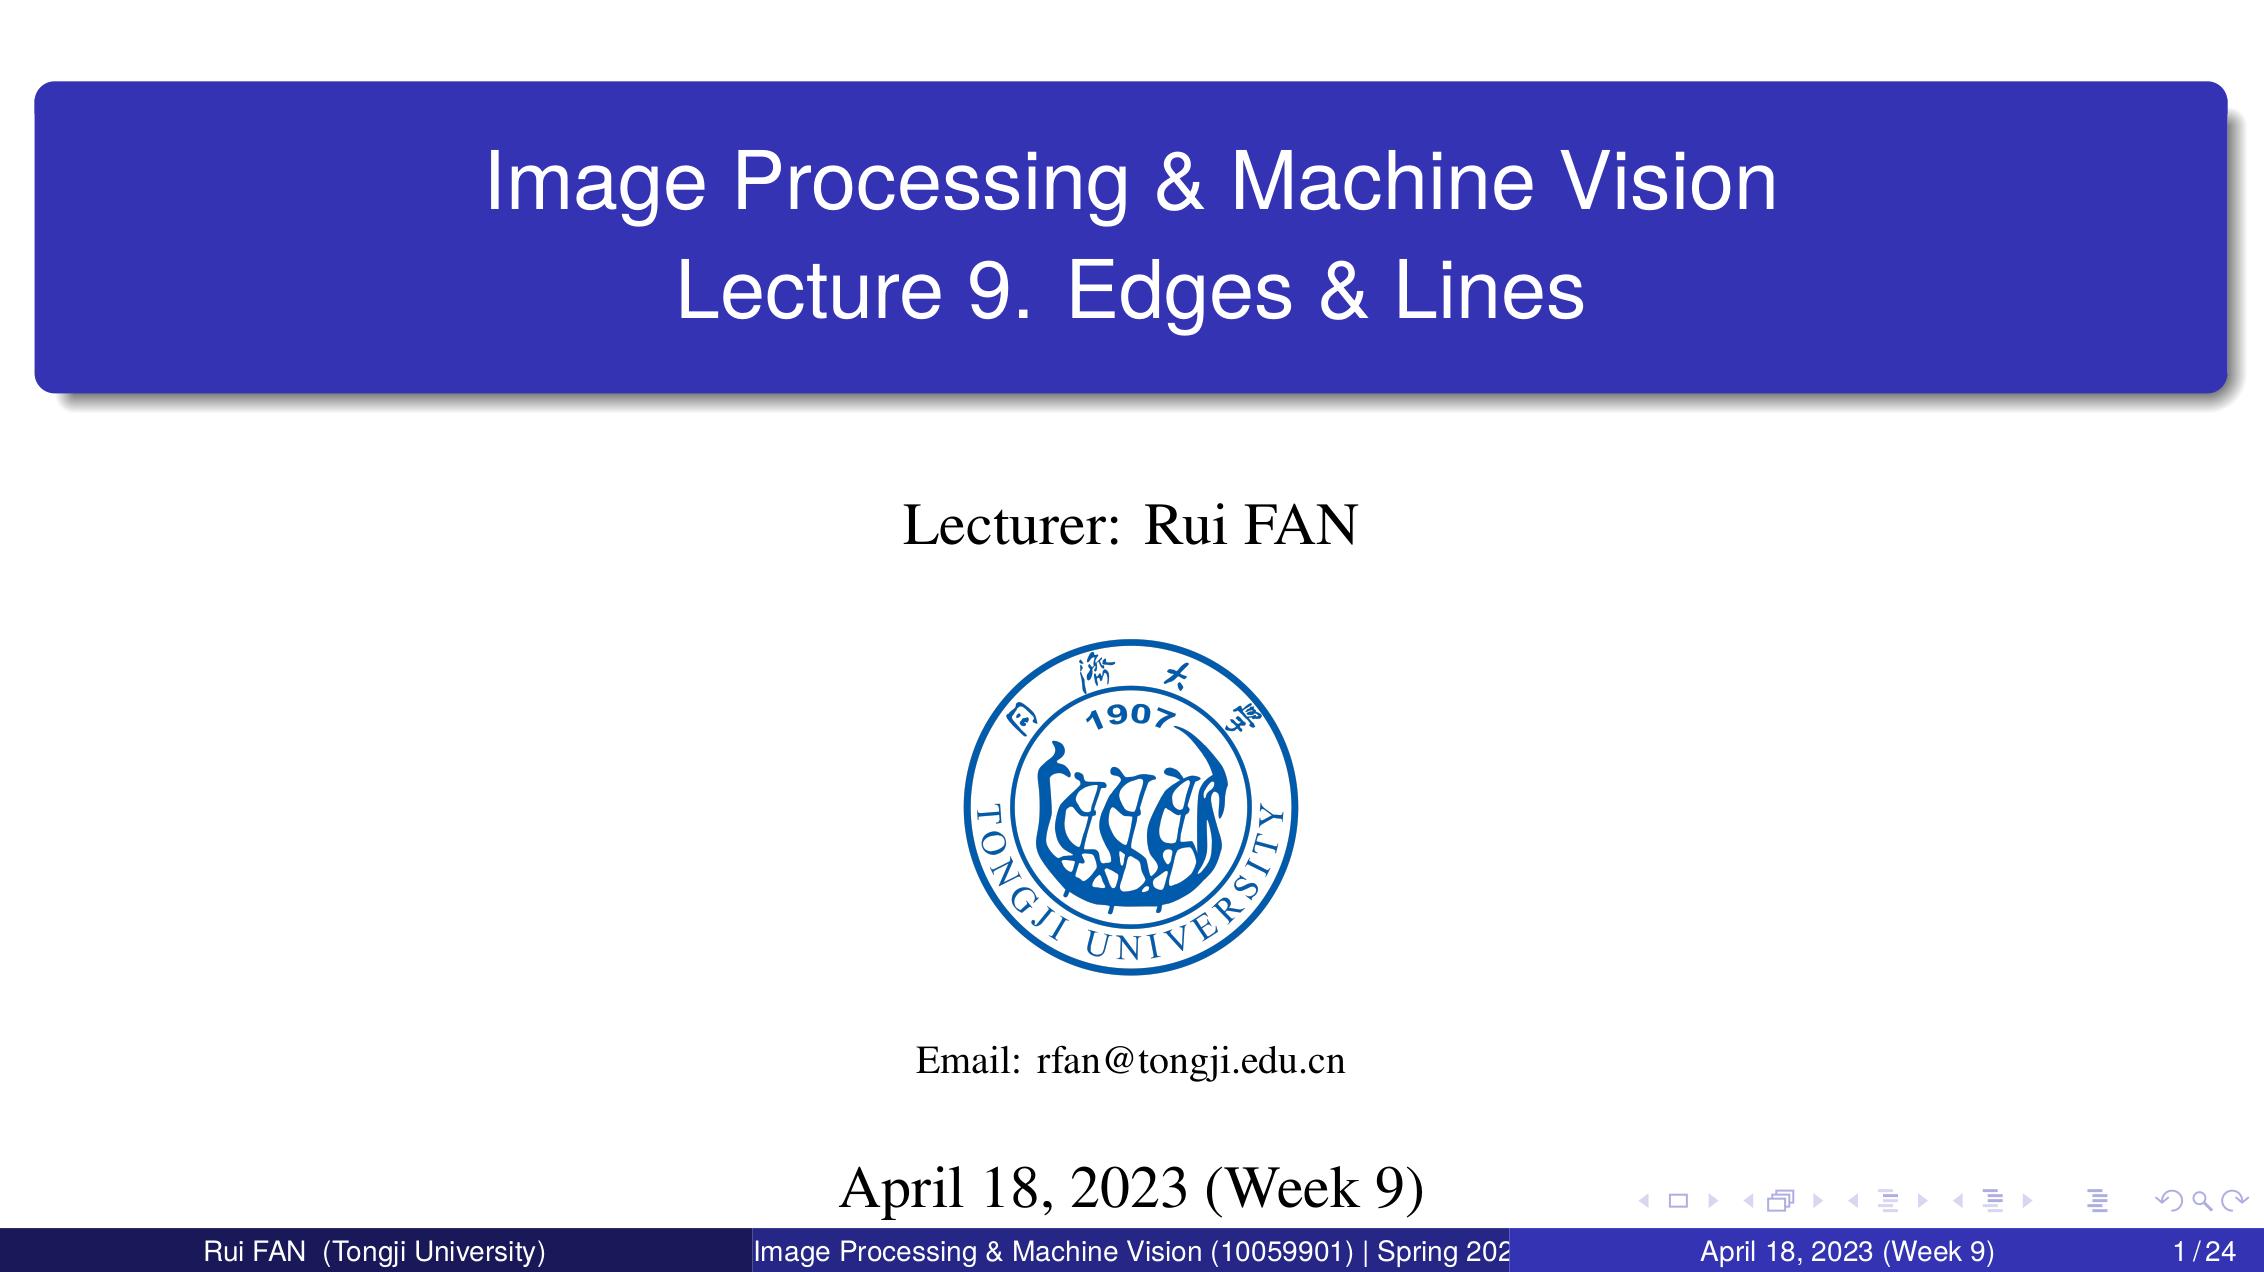 Image Processing & Machine Vision
Lecture 9. Edges & Lines
Lecturer: Rui FAN
同濟大學
1907
TONGJI UNIVERSITY
Email: rfan@tongji.edu.cn
April 18, 2023 (Week 9)
Rui FAN (Tongji University)
Image Processing & Machine Vision (10059901) | Spring 202
April 18, 2023 (Week 9)
1 / 24